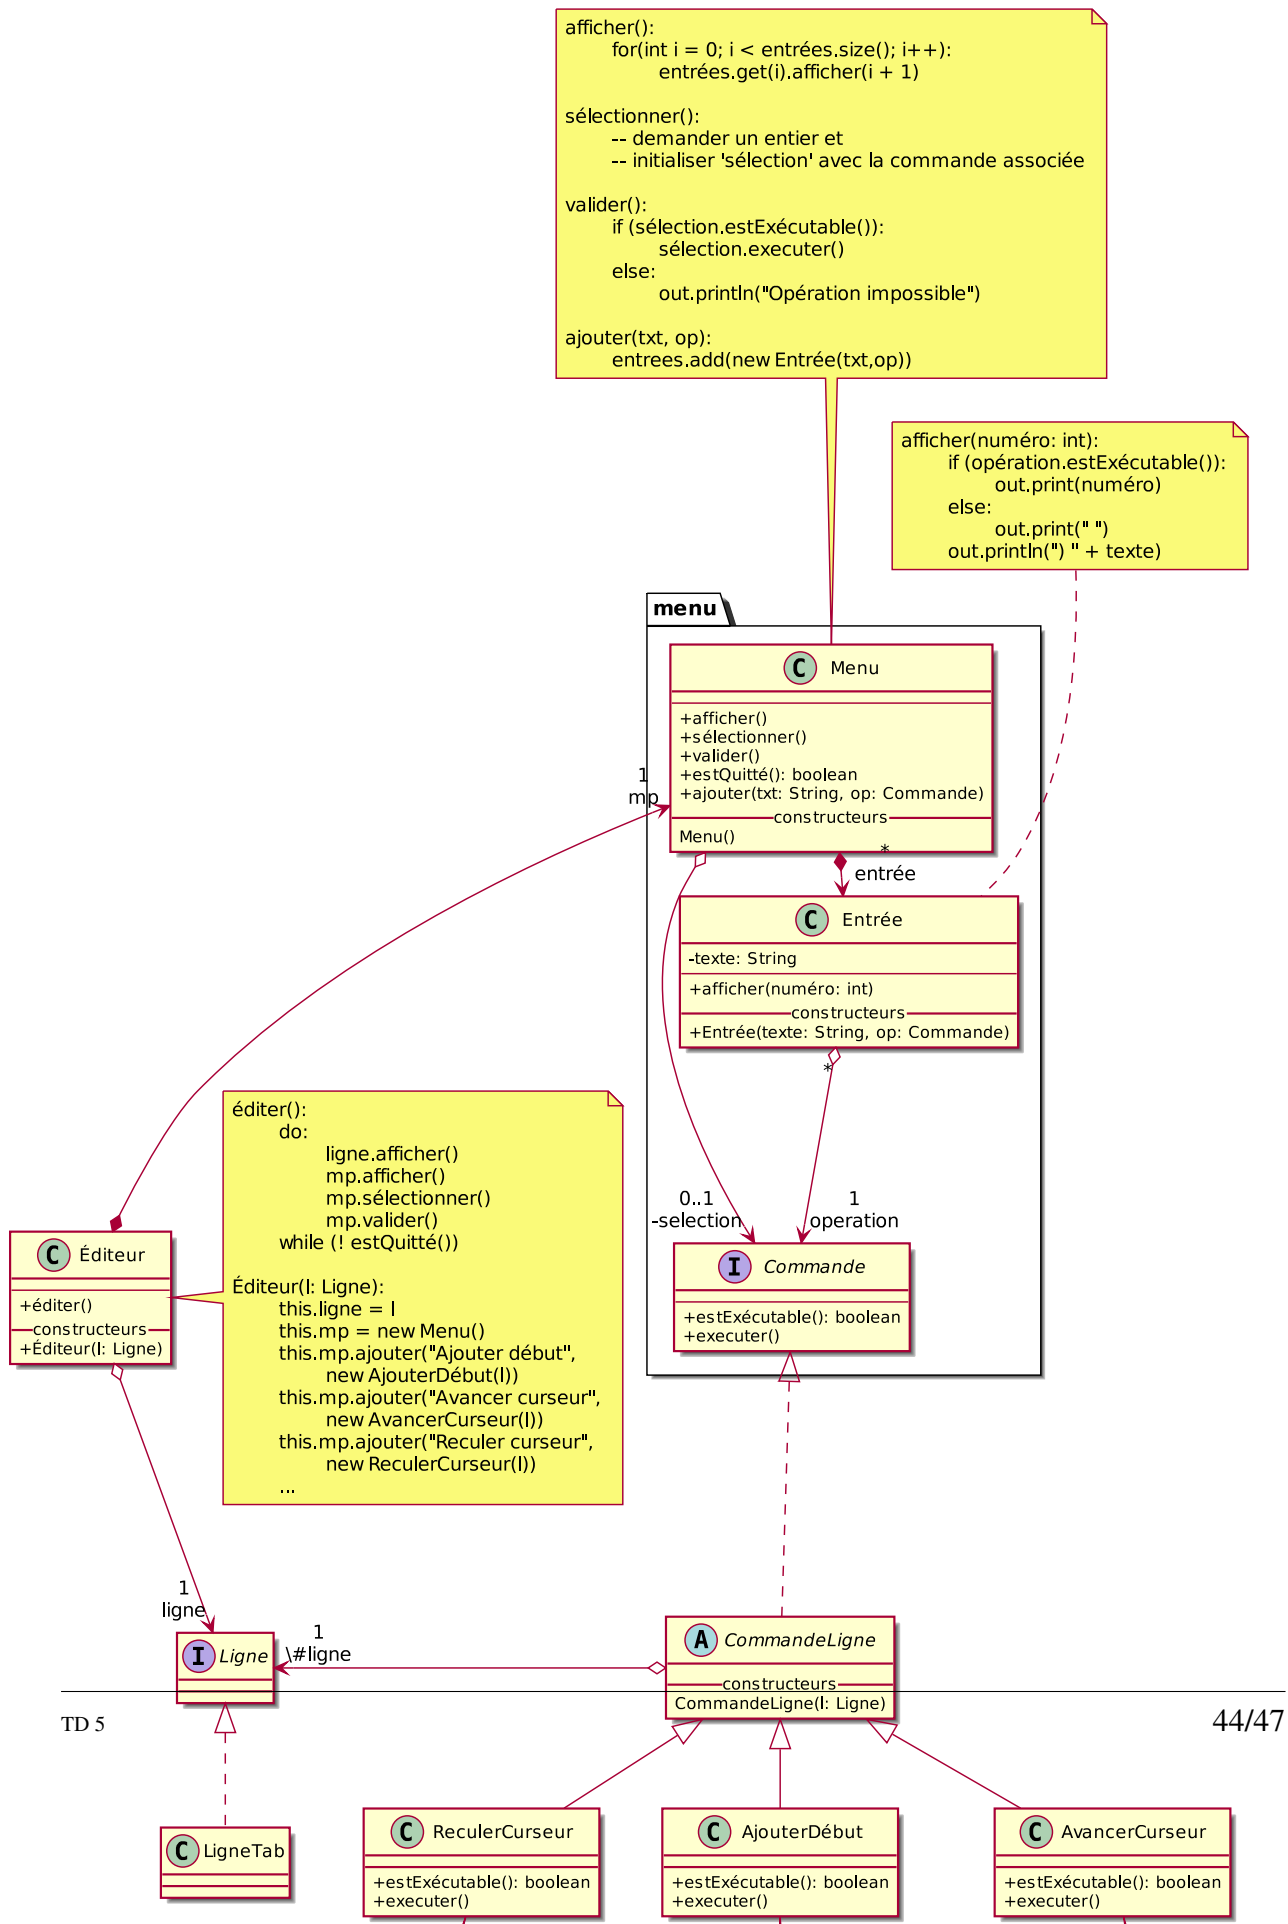 afficher():
for(int i = 0; i < entrées.size(); i++):
entrées.get(i).afficher(i + 1)
sélectionner():
-- demander un entier et
-- initialiser 'sélection' avec la commande associée
valider():
if (sélection.estExécutable()):
sélection.executer()
else:
out.println("Opération impossible")
ajouter(txt, op):
entrees.add(new Entrée(txt,op))
afficher(numéro: int):
if (opération.estExécutable()):
out.print(numéro)
else:
out.print(" ")
out.println(") " + texte)
menu
C Menu
+afficher()
+sélectionner()
+valider()
+estQuitté(): boolean
+ajouter(txt: String, op: Commande)
constructeurs
Menu()
1
mp
*
entrée
C Entrée
-texte: String
+afficher(numéro: int)
constructeurs
+Entrée(texte: String, op: Commande)
*
éditer():
do:
ligne.afficher()
mp.afficher()
mp.sélectionner()
mp.valider()
while (! estQuitté())
Éditeur(l: Ligne):
this.ligne = l
this.mp = new Menu()
this.mp.ajouter("Ajouter début",
new AjouterDébut(l))
this.mp.ajouter("Avancer curseur",
new AvancerCurseur(l))
this.mp.ajouter("Reculer curseur",
new ReculerCurseur(l))
...
0..1
-selection
1
operation
C Éditeur
+éditer()
constructeurs
+Éditeur(l: Ligne)
I Commande
+estExécutable(): boolean
+executer()
1
ligne
I Ligne
1
\#ligne
A CommandeLigne
constructeurs
CommandeLigne(l: Ligne)
TD 5
44/47
C LigneTab
C ReculerCurseur
+estExécutable(): boolean
+executer()
C AjouterDébut
+estExécutable(): boolean
+executer()
C AvancerCurseur
+estExécutable(): boolean
+executer()